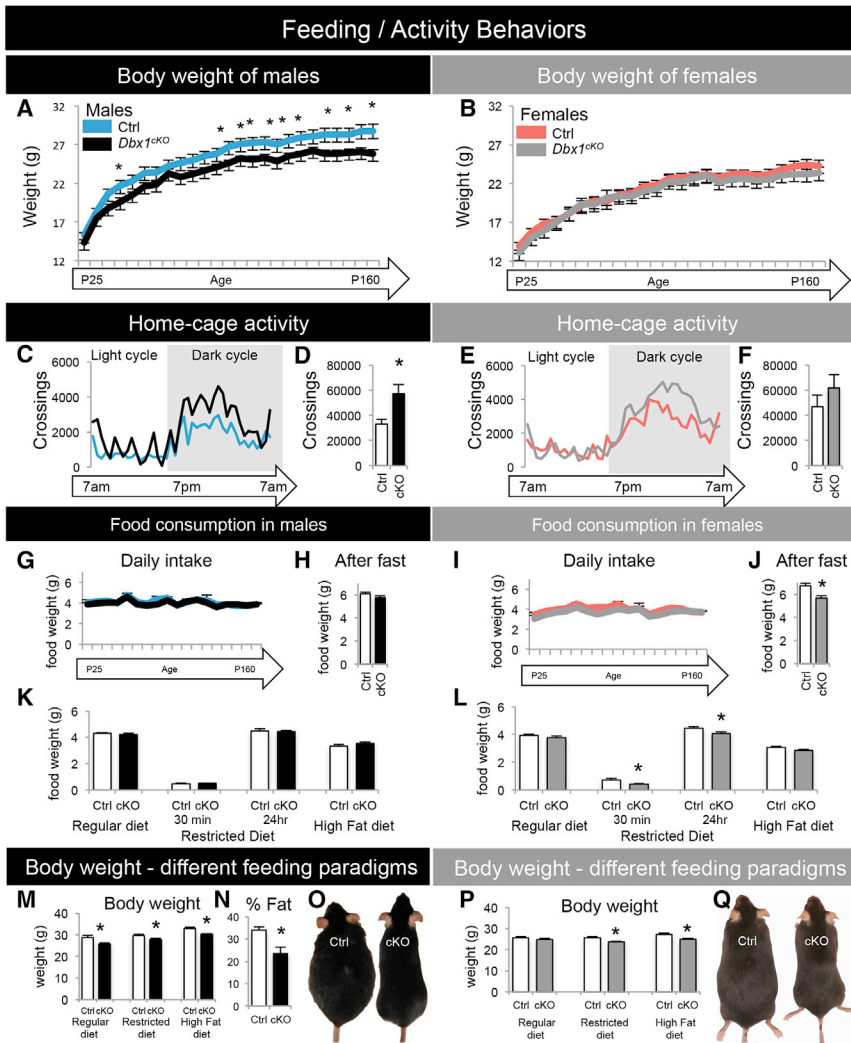 Feeding / Activity Behaviors
Body weight of males
Body weight of females
A
32
27
22
17
12
Weight (g)
Males
Ctrl
Dbx1cKO
* * * * * * * * * *
P25 Age P160
B
32
27
22
17
12
Weight (g)
Females
Ctrl
Dbx1cKO
P25 Age P160
Home-cage activity
Home-cage activity
C
Light cycle Dark cycle
6000
4000
2000
0
Crossings
7am 7pm 7am
D
80000
60000
40000
20000
0
Crossings
*
Ctrl
cKO
E
Light cycle Dark cycle
6000
4000
2000
0
Crossings
7am 7pm 7am
F
80000
60000
40000
20000
0
Crossings
Ctrl
cKO
Food consumption in males
Food consumption in females
G
Daily intake
6
4
2
0
food weight (g)
P25 Age P160
H
After fast
6
4
2
0
food weight (g)
Ctrl
cKO
I
Daily intake
6
4
2
0
food weight (g)
P25 Age P160
J
After fast
6
4
2
0
food weight (g)
*
Ctrl
cKO
K
6
4
2
0
food weight (g)
Ctrl cKO Ctrl cKO Ctrl cKO Ctrl cKO
30 min 24hr
Regular diet Restricted Diet High Fat diet
L
6
4
2
0
food weight (g)
* *
Ctrl cKO Ctrl cKO Ctrl cKO Ctrl cKO
30 min 24hr
Regular diet Restricted Diet High Fat diet
Body weight - different feeding paradigms
Body weight - different feeding paradigms
M
Body weight
40
30
20
10
0
weight (g)
* * *
Ctrl cKO Ctrl cKO Ctrl cKO
Regular diet
Restricted diet
High Fat diet
N
% Fat
40
30
20
10
0
*
Ctrl cKO
O
Ctrl cKO
P
Body weight
40
30
20
10
0
weight (g)
* *
Ctrl cKO Ctrl cKO Ctrl cKO
Regular diet
Restricted diet
High Fat diet
Q
Ctrl cKO